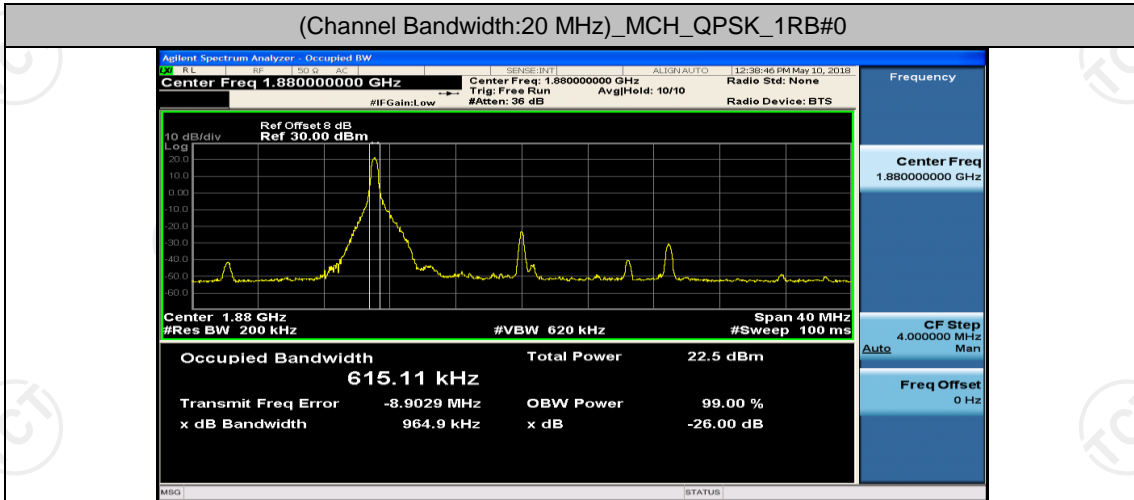 (Channel Bandwidth:20 MHz)_MCH_QPSK_1RB#0
Agilent Spectrum Analyzer - Occupied BW
LXI RL RF 50 Ω AC SENSE:INT ALIGNAUTO 12:38:46 PM May 10, 2018
Center Freq 1.880000000 GHz
Center Freq: 1.880000000 GHz Radio Std: None
Trig: Free Run Avg|Hold: 10/10
#IFGain:Low #Atten: 36 dB Radio Device: BTS
Ref Offset 8 dB
10 dB/div Ref 30.00 dBm
Log
20.0
10.0
0.00
-10.0
-20.0
-30.0
-40.0
-50.0
-60.0
Center 1.88 GHz Span 40 MHz
#Res BW 200 kHz #VBW 620 kHz #Sweep 100 ms
Occupied Bandwidth Total Power 22.5 dBm
615.11 kHz
Transmit Freq Error -8.9029 MHz OBW Power 99.00 %
x dB Bandwidth 964.9 kHz x dB -26.00 dB
MSG STATUS
Frequency
Center Freq
1.880000000 GHz
CF Step
4.000000 MHz
Auto Man
Freq Offset
0 Hz
TCT
TCT